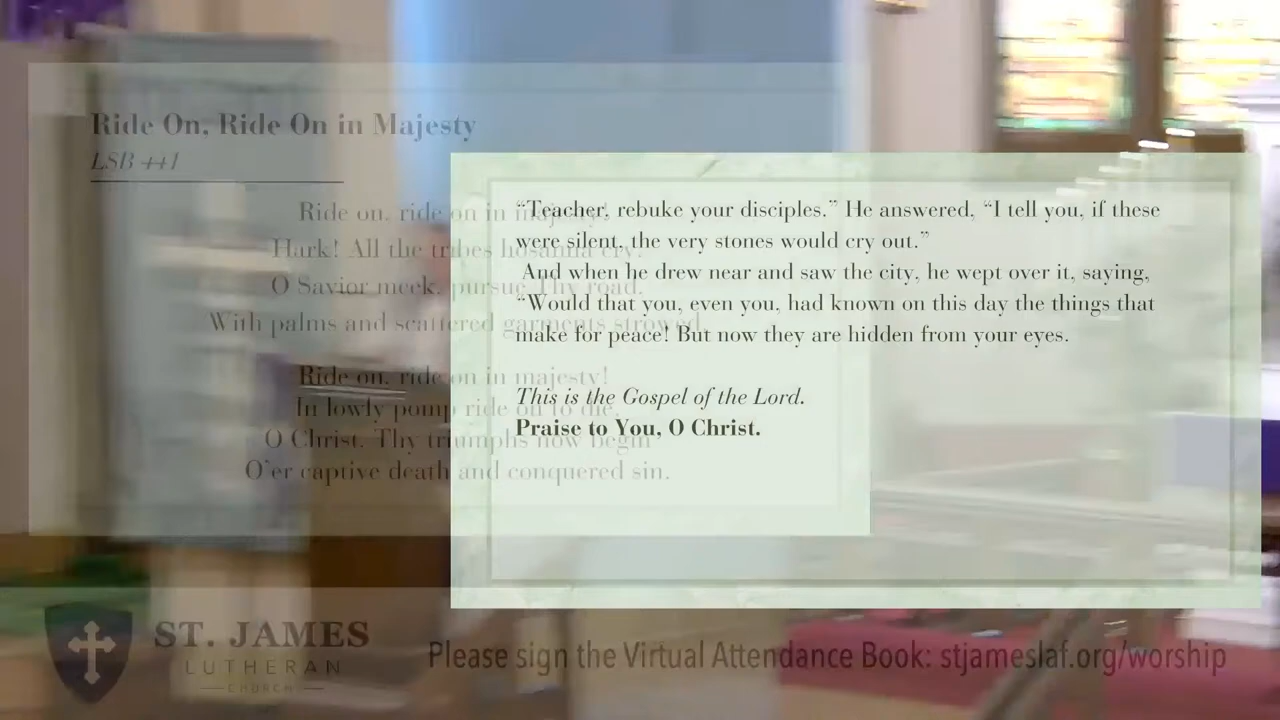 Ride On, Ride On in Majesty
LSB 441
Ride on, ride on in majesty!
Hark! All the tribes hosanna cry.
O Savior meek, pursue Thy road,
With palms and scattered garments strowed.
Ride on, ride on in majesty!
In lowly pomp ride on to die.
O Christ, Thy triumphs now begin
O'er captive death and conquered sin.
“Teacher, rebuke your disciples.” He answered, “I tell you, if these
were silent, the very stones would cry out.”
And when he drew near and saw the city, he wept over it, saying,
“Would that you, even you, had known on this day the things that
make for peace! But now they are hidden from your eyes.
This is the Gospel of the Lord.
Praise to You, O Christ.
ST. JAMES
LUTHERAN
CHURCH
Please sign the Virtual Attendance Book: stjameslaf.org/worship